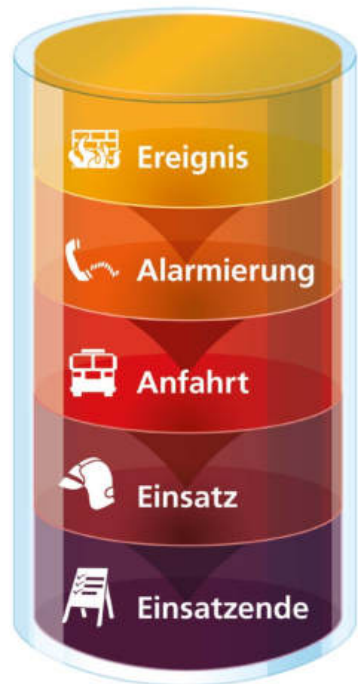 Ereignis
Alarmierung
Anfahrt
Einsatz
Einsatzende